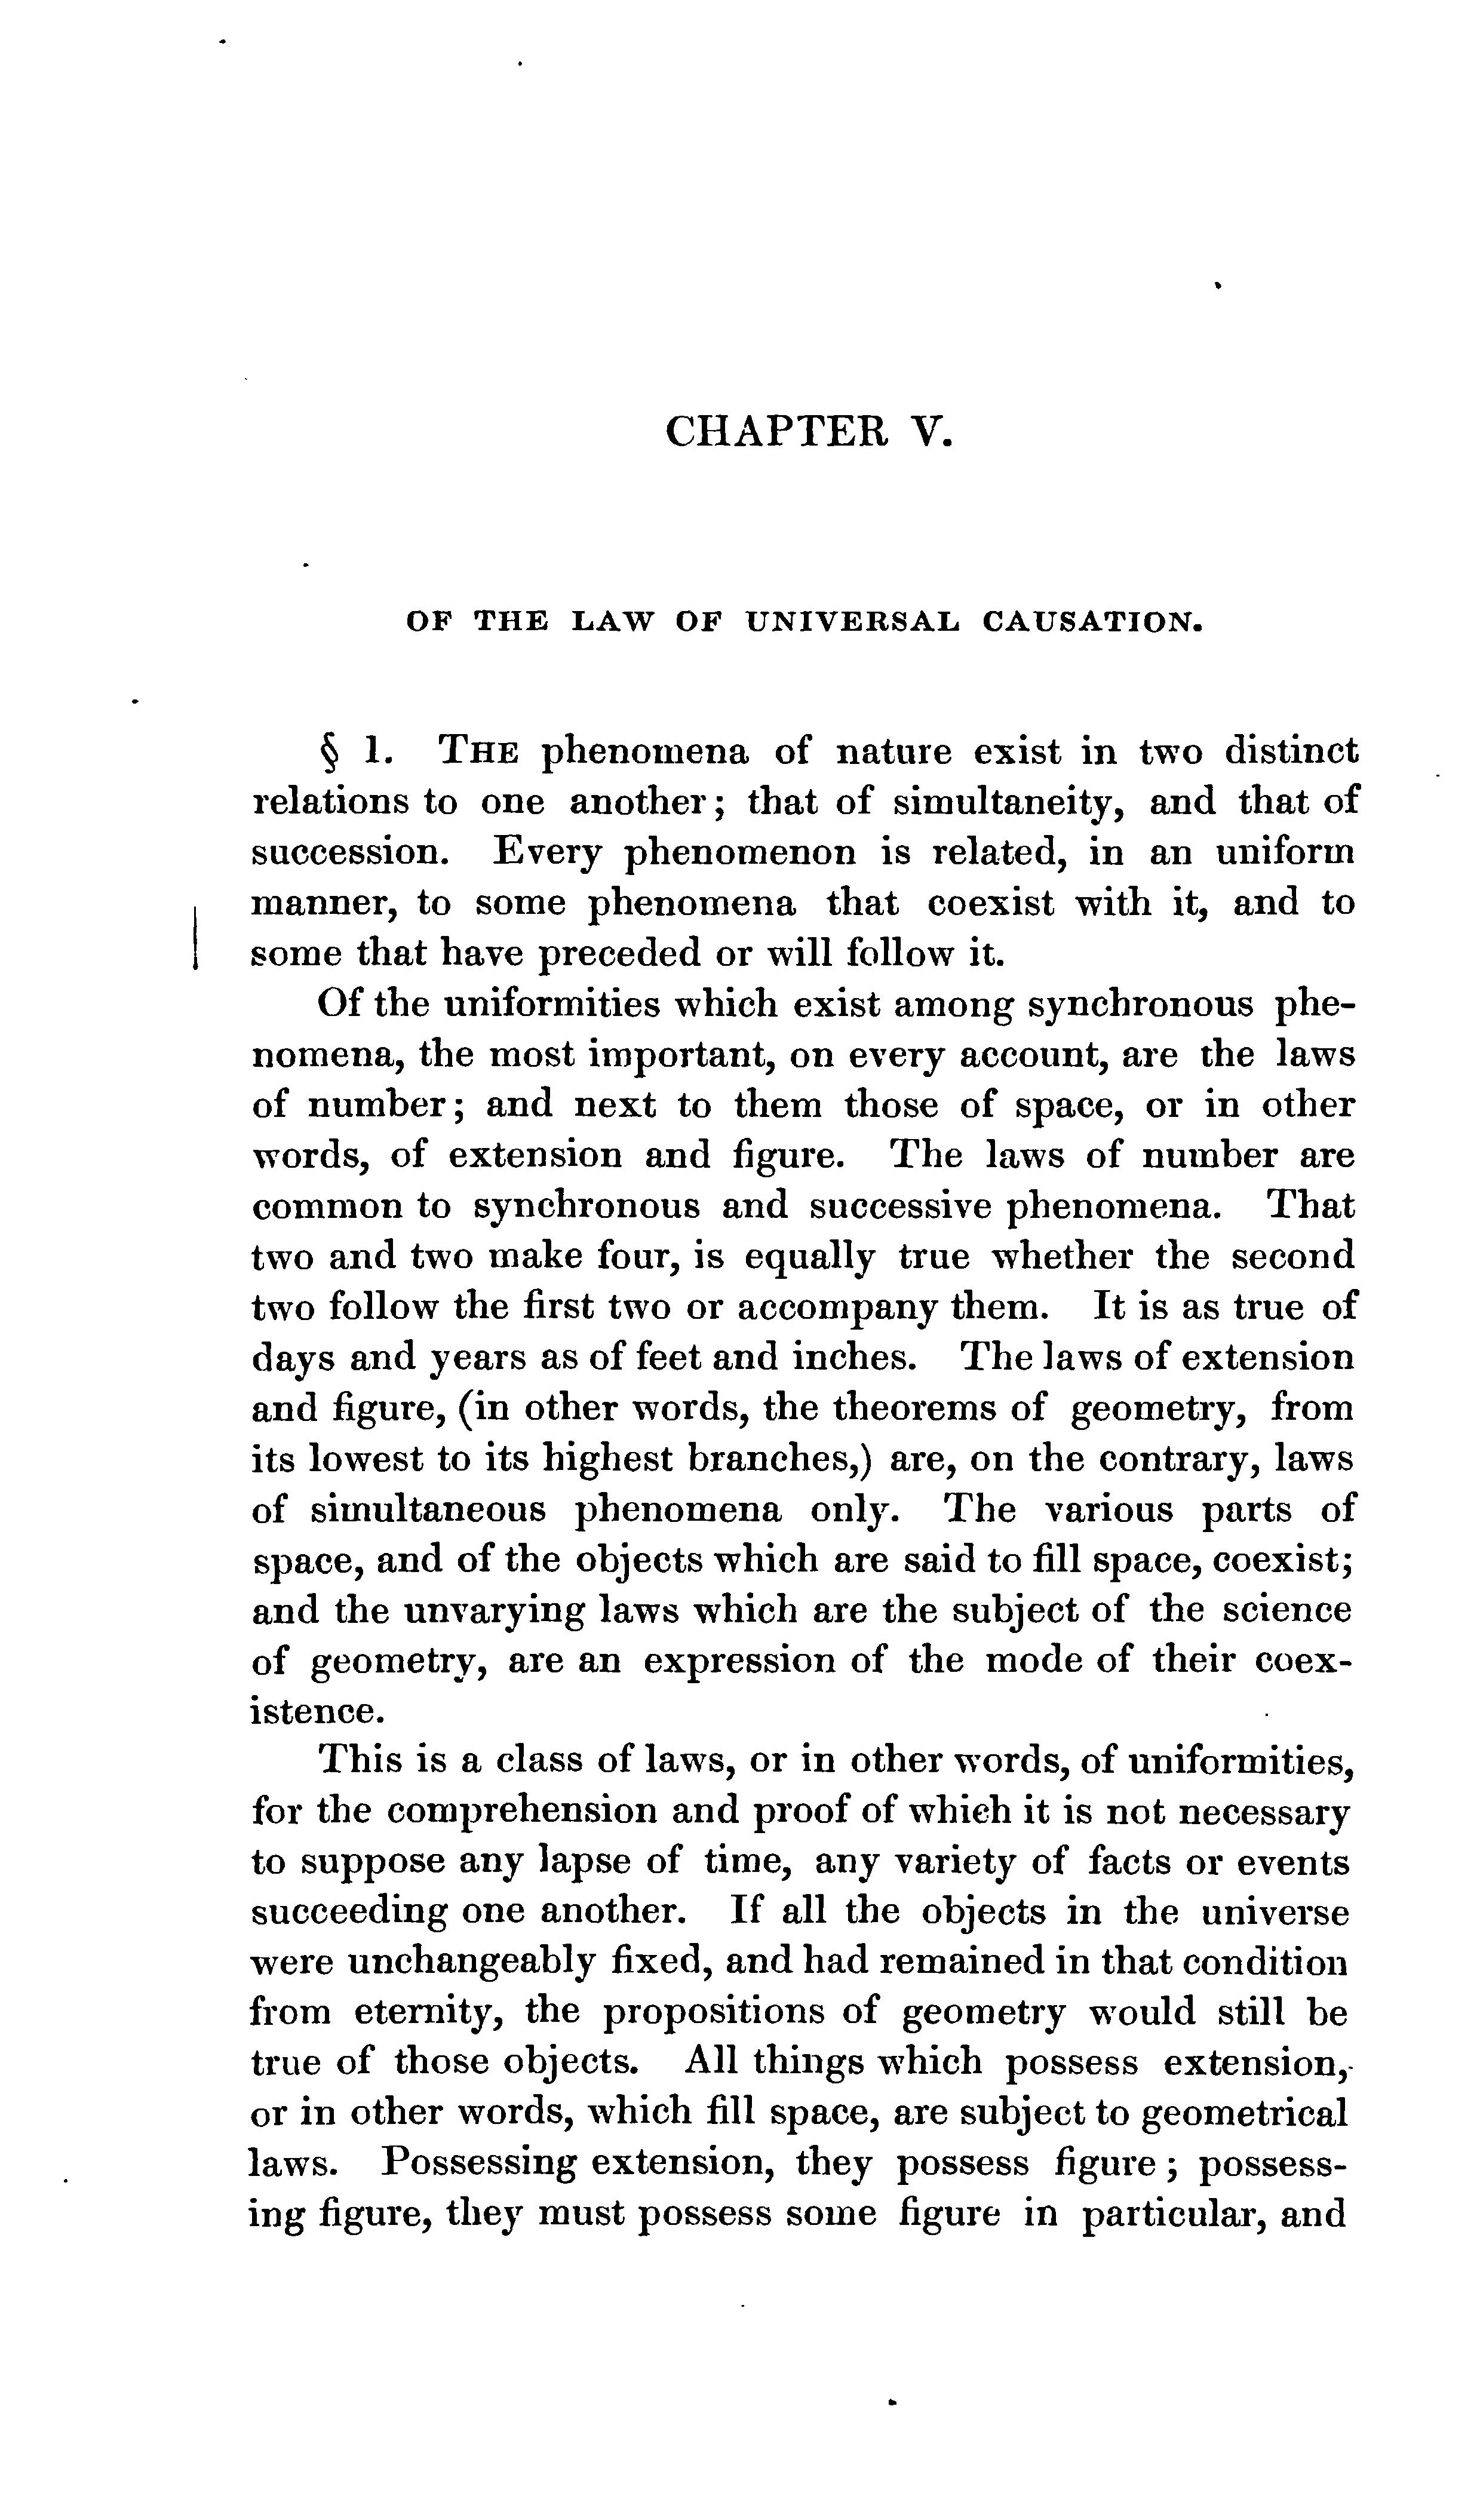 CHAPTER V.
OF THE LAW OF UNIVERSAL CAUSATION.
§ 1. THE phenomena of nature exist in two distinct
relations to one another; that of simultaneity, and that of
succession. Every phenomenon is related, in an uniform
manner, to some phenomena that coexist with it, and to
some that have preceded or will follow it.
Of the uniformities which exist among synchronous phe-
nomena, the most important, on every account, are the laws
of number; and next to them those of space, or in other
words, of extension and figure. The laws of number are
common to synchronous and successive phenomena. That
two and two make four, is equally true whether the second
two follow the first two or accompany them. It is as true of
days and years as of feet and inches. The laws of extension
and figure, (in other words, the theorems of geometry, from
its lowest to its highest branches,) are, on the contrary, laws
of simultaneous phenomena only. The various parts of
space, and of the objects which are said to fill space, coexist;
and the unvarying laws which are the subject of the science
of geometry, are an expression of the mode of their coex-
istence.
This is a class of laws, or in other words, of uniformities,
for the comprehension and proof of which it is not necessary
to suppose any lapse of time, any variety of facts or events
succeeding one another. If all the objects in the universe
were unchangeably fixed, and had remained in that condition
from eternity, the propositions of geometry would still be
true of those objects. All things which possess extension,
or in other words, which fill space, are subject to geometrical
laws. Possessing extension, they possess figure; possess-
ing figure, they must possess some figure in particular, and